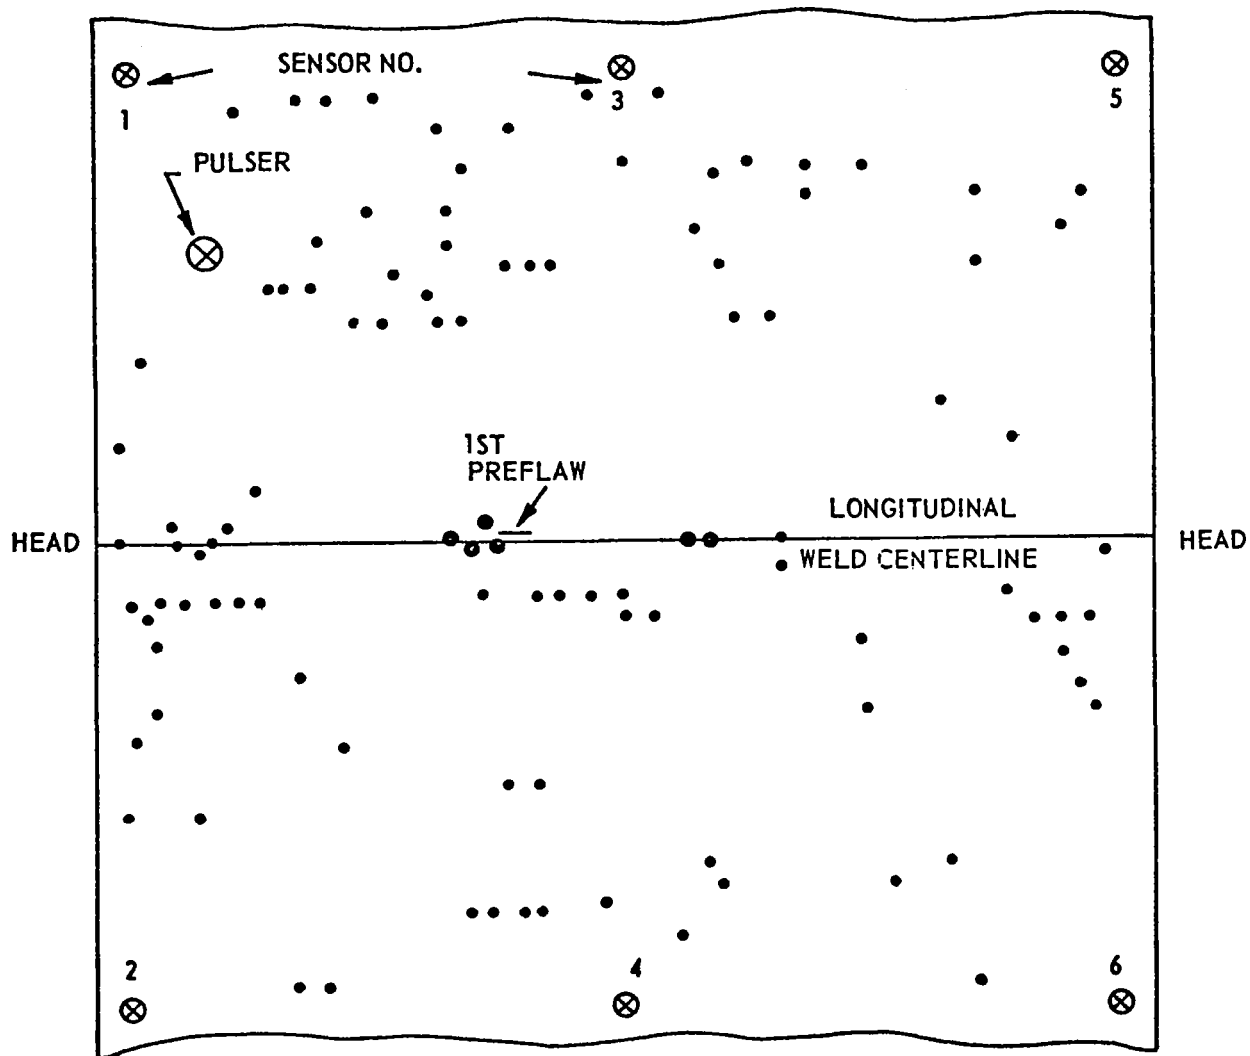 SENSOR NO.
1
3
5
PULSER
1ST
PREFLAW
LONGITUDINAL
HEAD
HEAD
WELD CENTERLINE
2
4
6